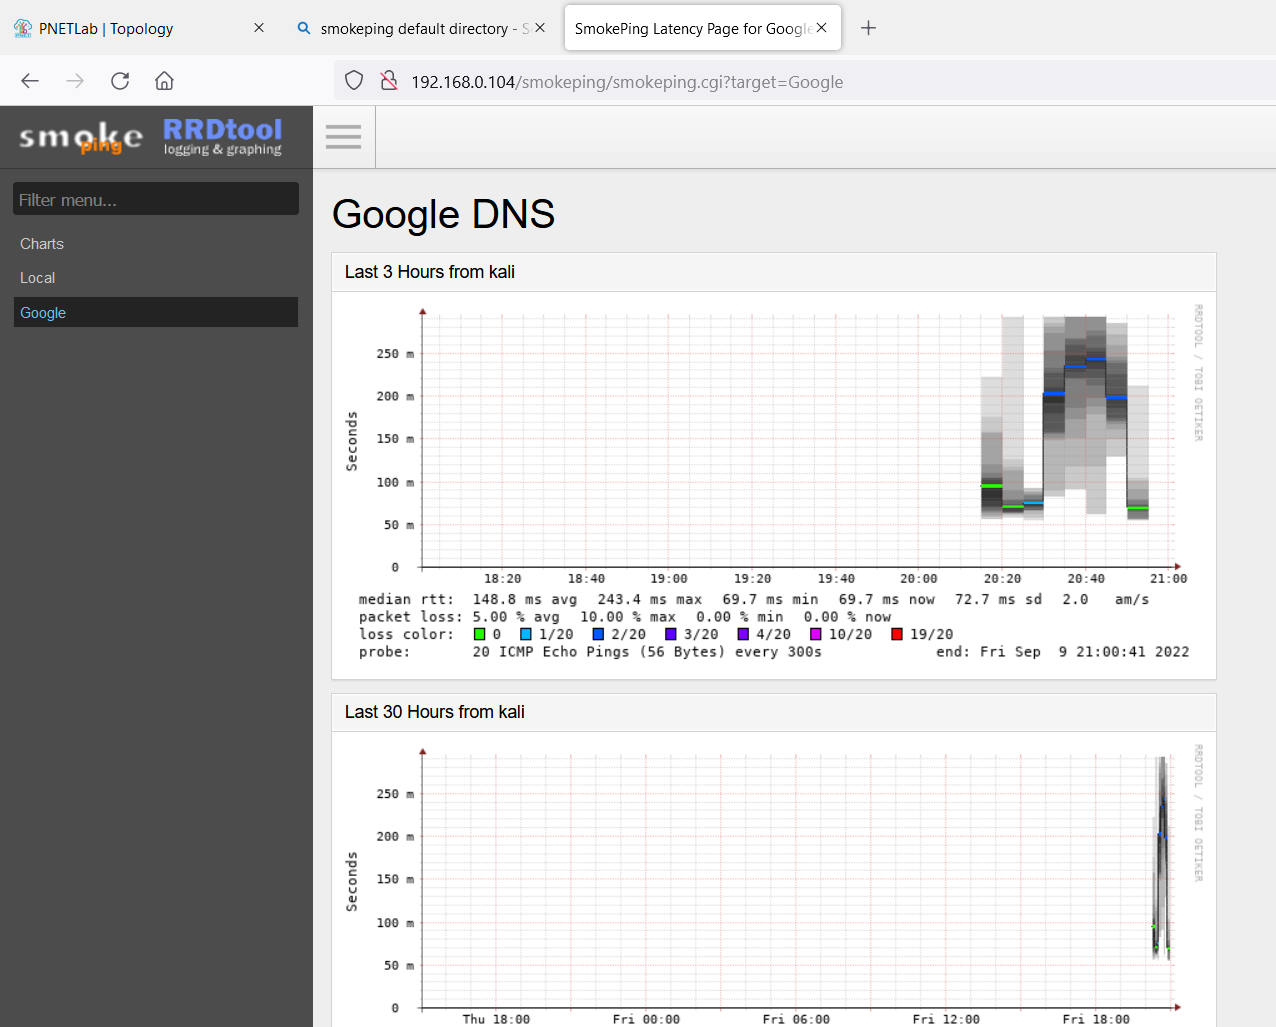 PNETLab | Topology
smokeping default directory - S
SmokePing Latency Page for Google
192.168.0.104/smokeping/smokeping.cgi?target=Google
smoke
ping
RRDtool
logging & graphing
Filter menu...
Charts
Local
Google
Google DNS
Last 3 Hours from kali
RRDTOOL / TOBI OETIKER
Seconds
250 m
200 m
150 m
100 m
50 m
0
18:20 18:40 19:00 19:20 19:40 20:00 20:20 20:40 21:00
median rtt: 148.8 ms avg 243.4 ms max 69.7 ms min 69.7 ms now 72.7 ms sd 2.0 am/s
packet loss: 5.00 % avg 10.00 % max 0.00 % min 0.00 % now
loss color: 0 1/20 2/20 3/20 4/20 10/20 19/20
probe: 20 ICMP Echo Pings (56 Bytes) every 300s end: Fri Sep 9 21:00:41 2022
Last 30 Hours from kali
RRDTOOL / TOBI OETIKER
Seconds
250 m
200 m
150 m
100 m
50 m
0
Thu 18:00 Fri 00:00 Fri 06:00 Fri 12:00 Fri 18:00